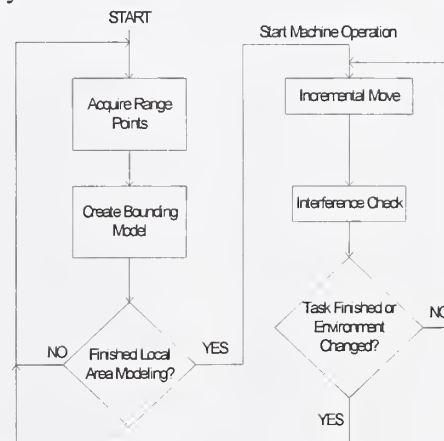 START
Acquire Range
Points
Create Bounding
Model
Finished Local
Area Modeling?
NO
YES
Start Machine Operation
Incremental Move
Interference Check
Task Finished or
Environment
Changed?
NO
YES